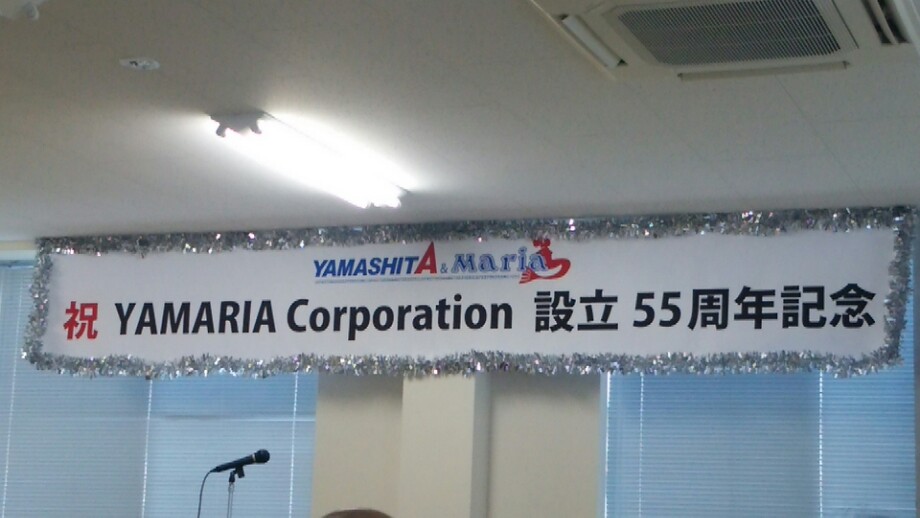 YAMASHITA & Maria
祝 YAMARIA Corporation 設立 55周年記念